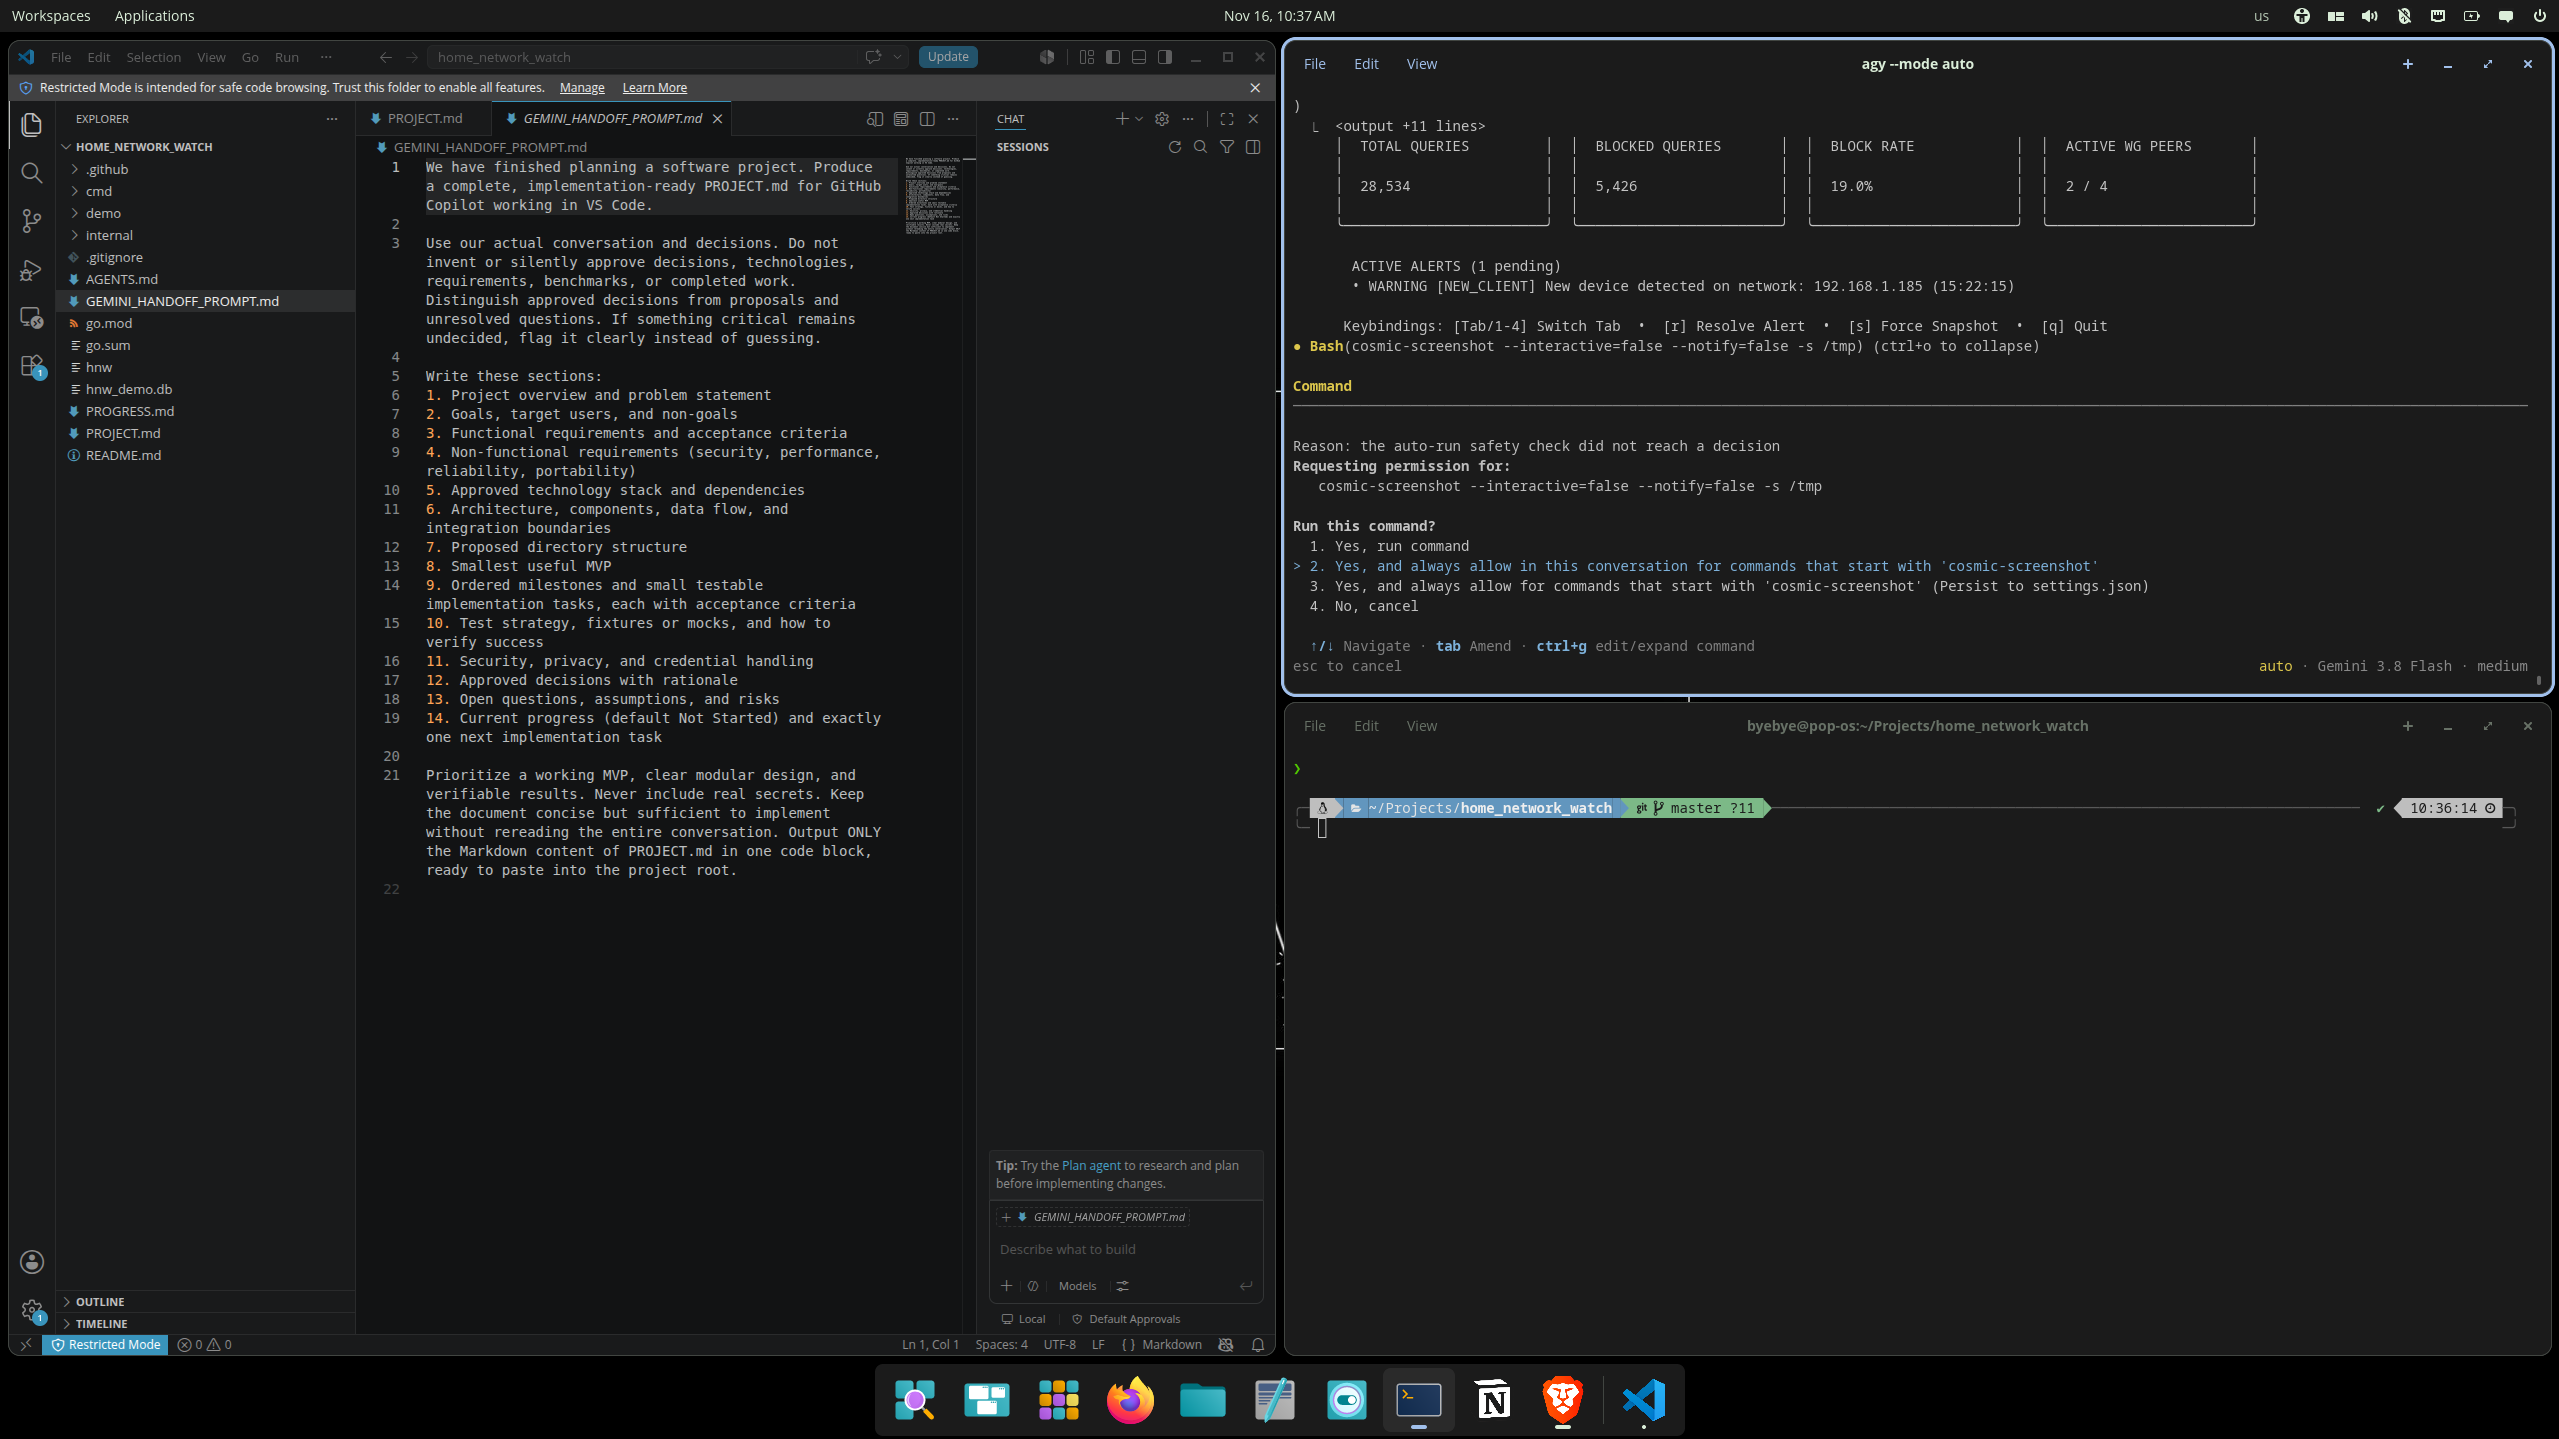 Workspaces Applications
Nov 16, 10:37 AM
us
File Edit Selection View Go Run ···
home_network_watch
Update
Restricted Mode is intended for safe code browsing. Trust this folder to enable all features. Manage Learn More
EXPLORER
HOME_NETWORK_WATCH
.github
cmd
demo
internal
.gitignore
AGENTS.md
GEMINI_HANDOFF_PROMPT.md
go.mod
go.sum
hnw
hnw_demo.db
PROGRESS.md
PROJECT.md
README.md
OUTLINE
TIMELINE
1
1
PROJECT.md
GEMINI_HANDOFF_PROMPT.md
GEMINI_HANDOFF_PROMPT.md
1 We have finished planning a software project. Produce
a complete, implementation-ready PROJECT.md for GitHub
Copilot working in VS Code.
2
3 Use our actual conversation and decisions. Do not
invent or silently approve decisions, technologies,
requirements, benchmarks, or completed work.
Distinguish approved decisions from proposals and
unresolved questions. If something critical remains
undecided, flag it clearly instead of guessing.
4
5 Write these sections:
6 1. Project overview and problem statement
7 2. Goals, target users, and non-goals
8 3. Functional requirements and acceptance criteria
9 4. Non-functional requirements (security, performance,
reliability, portability)
10 5. Approved technology stack and dependencies
11 6. Architecture, components, data flow, and
integration boundaries
12 7. Proposed directory structure
13 8. Smallest useful MVP
14 9. Ordered milestones and small testable
implementation tasks, each with acceptance criteria
15 10. Test strategy, fixtures or mocks, and how to
verify success
16 11. Security, privacy, and credential handling
17 12. Approved decisions with rationale
18 13. Open questions, assumptions, and risks
19 14. Current progress (default Not Started) and exactly
one next implementation task
20
21 Prioritize a working MVP, clear modular design, and
verifiable results. Never include real secrets. Keep
the document concise but sufficient to implement
without rereading the entire conversation. Output ONLY
the Markdown content of PROJECT.md in one code block,
ready to paste into the project root.
22
CHAT
SESSIONS
Tip: Try the Plan agent to research and plan
before implementing changes.
GEMINI_HANDOFF_PROMPT.md
Describe what to build
Models
Local Default Approvals
Restricted Mode 0 0
Ln 1, Col 1 Spaces: 4 UTF-8 LF { } Markdown
File Edit View
agy --mode auto
)
<output +11 lines>
TOTAL QUERIES BLOCKED QUERIES BLOCK RATE ACTIVE WG PEERS
28,534 5,426 19.0% 2 / 4
ACTIVE ALERTS (1 pending)
• WARNING [NEW_CLIENT] New device detected on network: 192.168.1.185 (15:22:15)
Keybindings: [Tab/1-4] Switch Tab • [r] Resolve Alert • [s] Force Snapshot • [q] Quit
● Bash(cosmic-screenshot --interactive=false --notify=false -s /tmp) (ctrl+o to collapse)
Command
Reason: the auto-run safety check did not reach a decision
Requesting permission for:
cosmic-screenshot --interactive=false --notify=false -s /tmp
Run this command?
1. Yes, run command
> 2. Yes, and always allow in this conversation for commands that start with 'cosmic-screenshot'
3. Yes, and always allow for commands that start with 'cosmic-screenshot' (Persist to settings.json)
4. No, cancel
↑/↓ Navigate · tab Amend · ctrl+g edit/expand command
esc to cancel
auto · Gemini 3.8 Flash · medium
File Edit View
byebye@pop-os:~/Projects/home_network_watch
❯
~/Projects/home_network_watch git master ?11
✔ 10:36:14